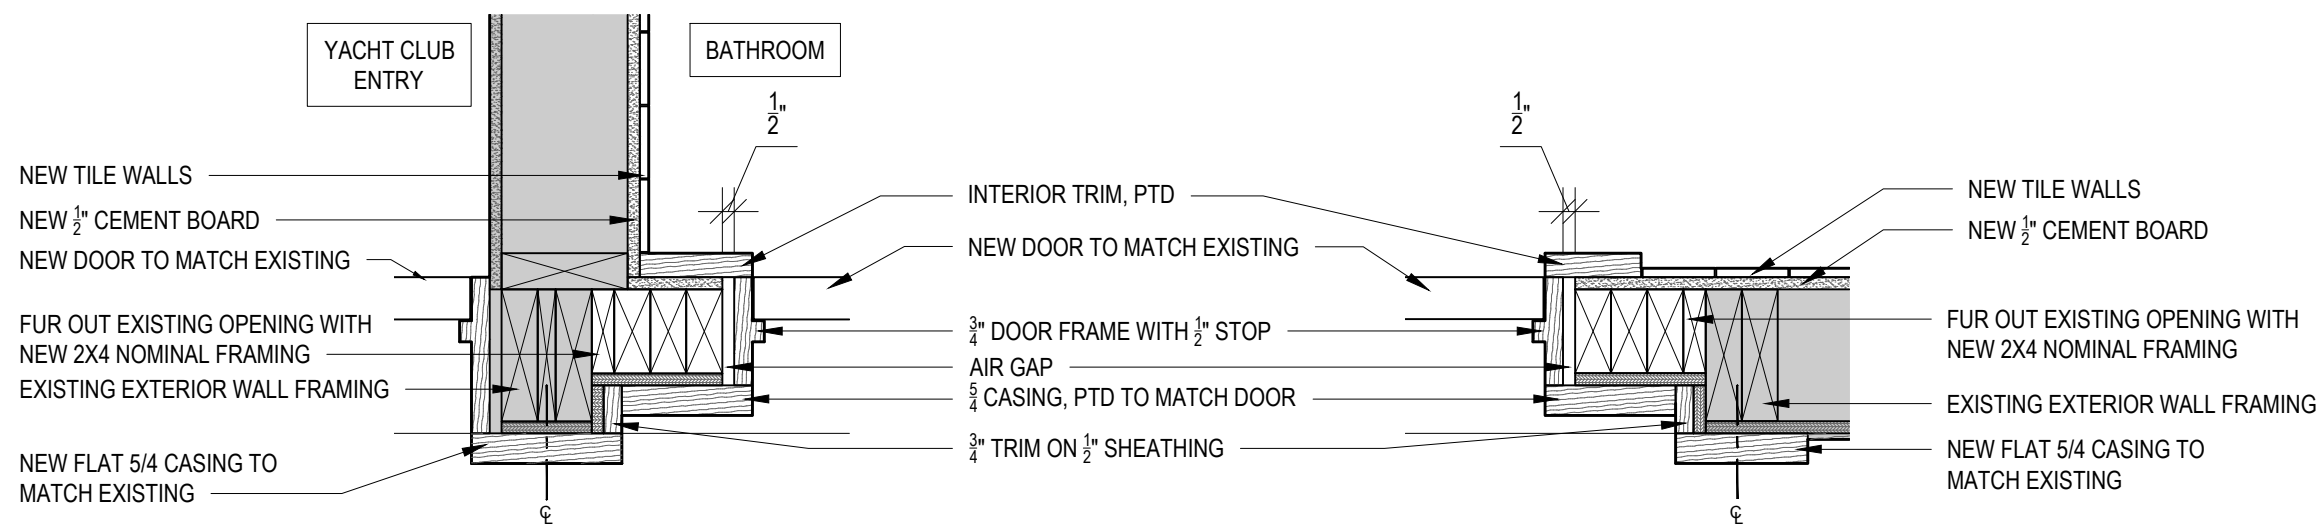 YACHT CLUB
ENTRY
BATHROOM
1/2"
1/2"
NEW TILE WALLS
NEW 1/2" CEMENT BOARD
NEW DOOR TO MATCH EXISTING
FUR OUT EXISTING OPENING WITH
NEW 2X4 NOMINAL FRAMING
EXISTING EXTERIOR WALL FRAMING
NEW FLAT 5/4 CASING TO
MATCH EXISTING
INTERIOR TRIM, PTD
NEW DOOR TO MATCH EXISTING
3/4" DOOR FRAME WITH 1/2" STOP
AIR GAP
5/4 CASING, PTD TO MATCH DOOR
3/4" TRIM ON 1/2" SHEATHING
NEW TILE WALLS
NEW 1/2" CEMENT BOARD
FUR OUT EXISTING OPENING WITH
NEW 2X4 NOMINAL FRAMING
EXISTING EXTERIOR WALL FRAMING
NEW FLAT 5/4 CASING TO
MATCH EXISTING
℄
℄